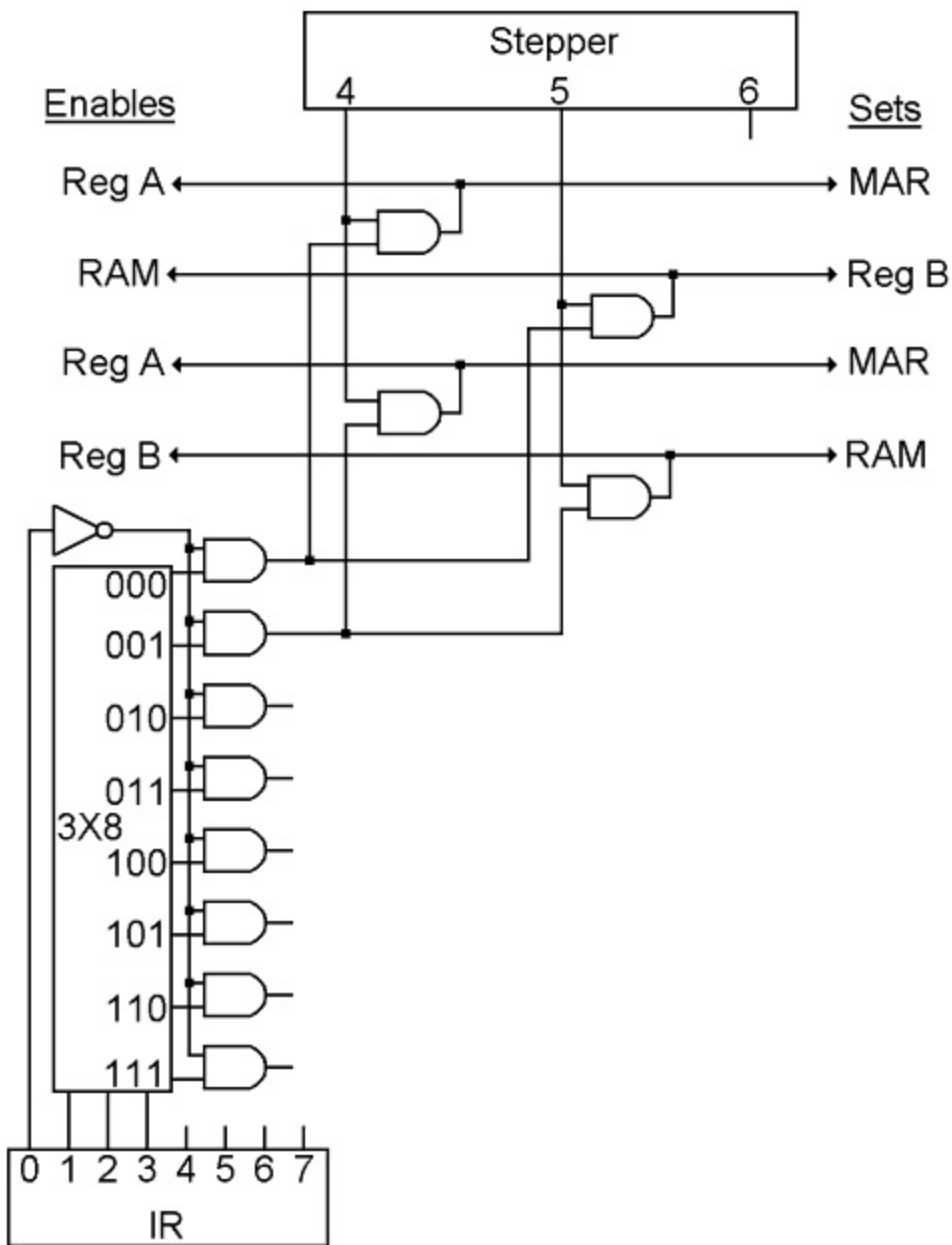 Stepper
4 5 6
Enables
Sets
Reg A MAR
RAM Reg B
Reg A MAR
Reg B RAM
000
001
010
011
3X8
100
101
110
111
0 1 2 3 4 5 6 7
IR